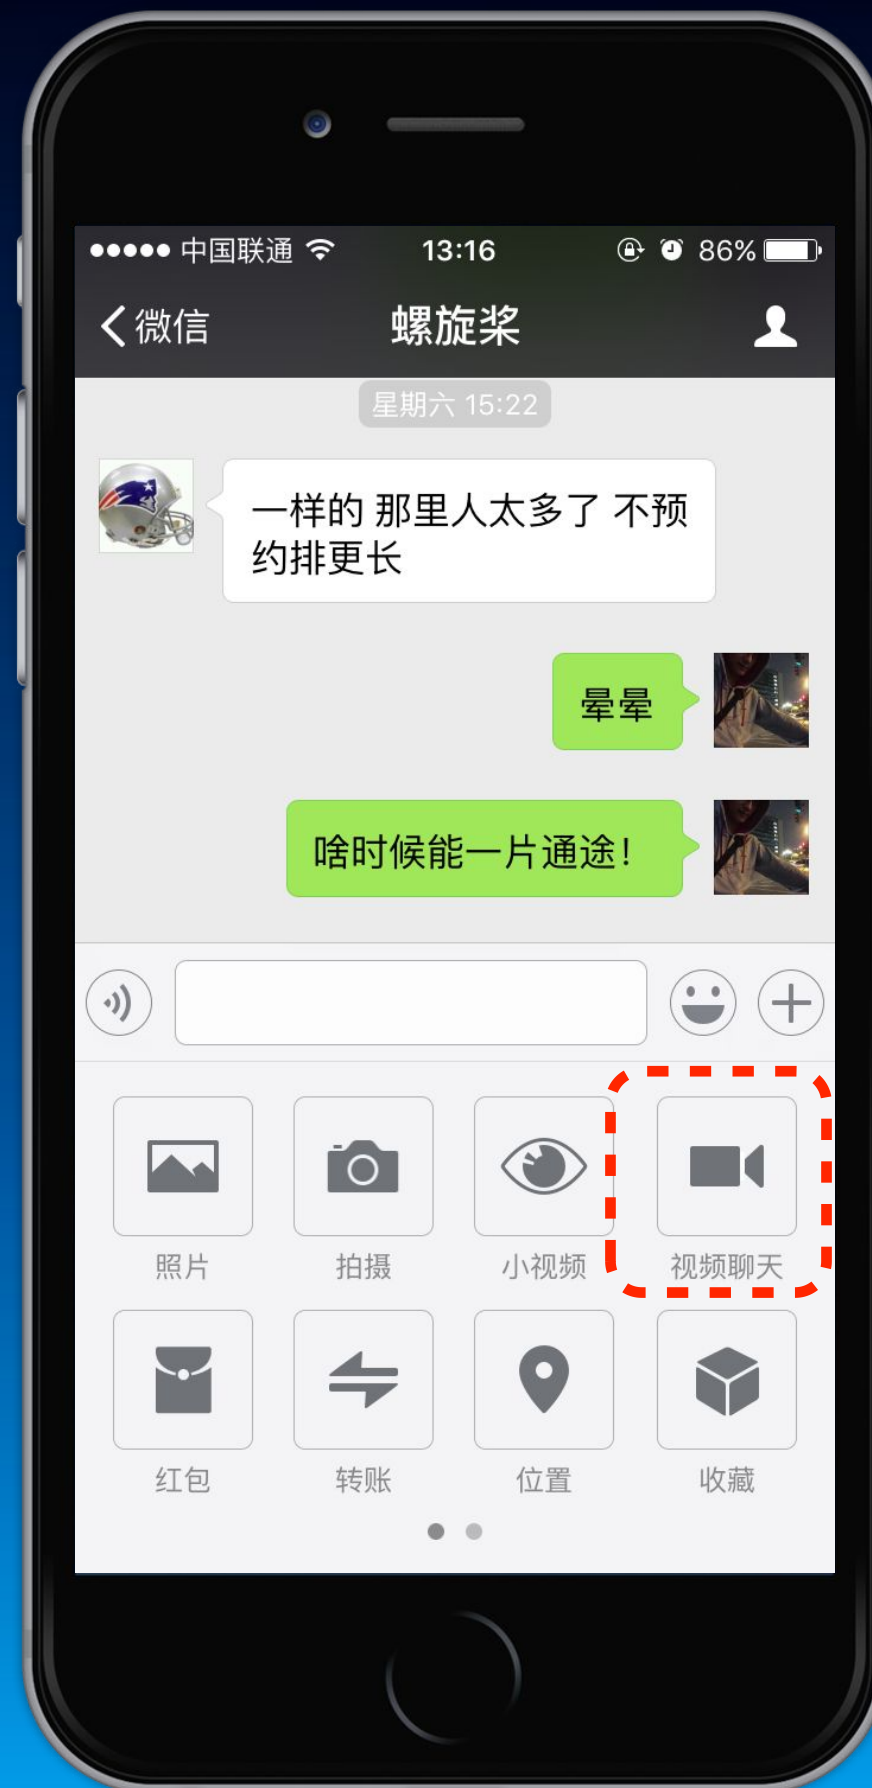 中国联通 13:16 86%
微信 螺旋桨
星期六 15:22
一样的 那里人太多了 不预
约排更长
晕晕
啥时候能一片通途！
照片 拍摄 小视频 视频聊天
红包 转账 位置 收藏